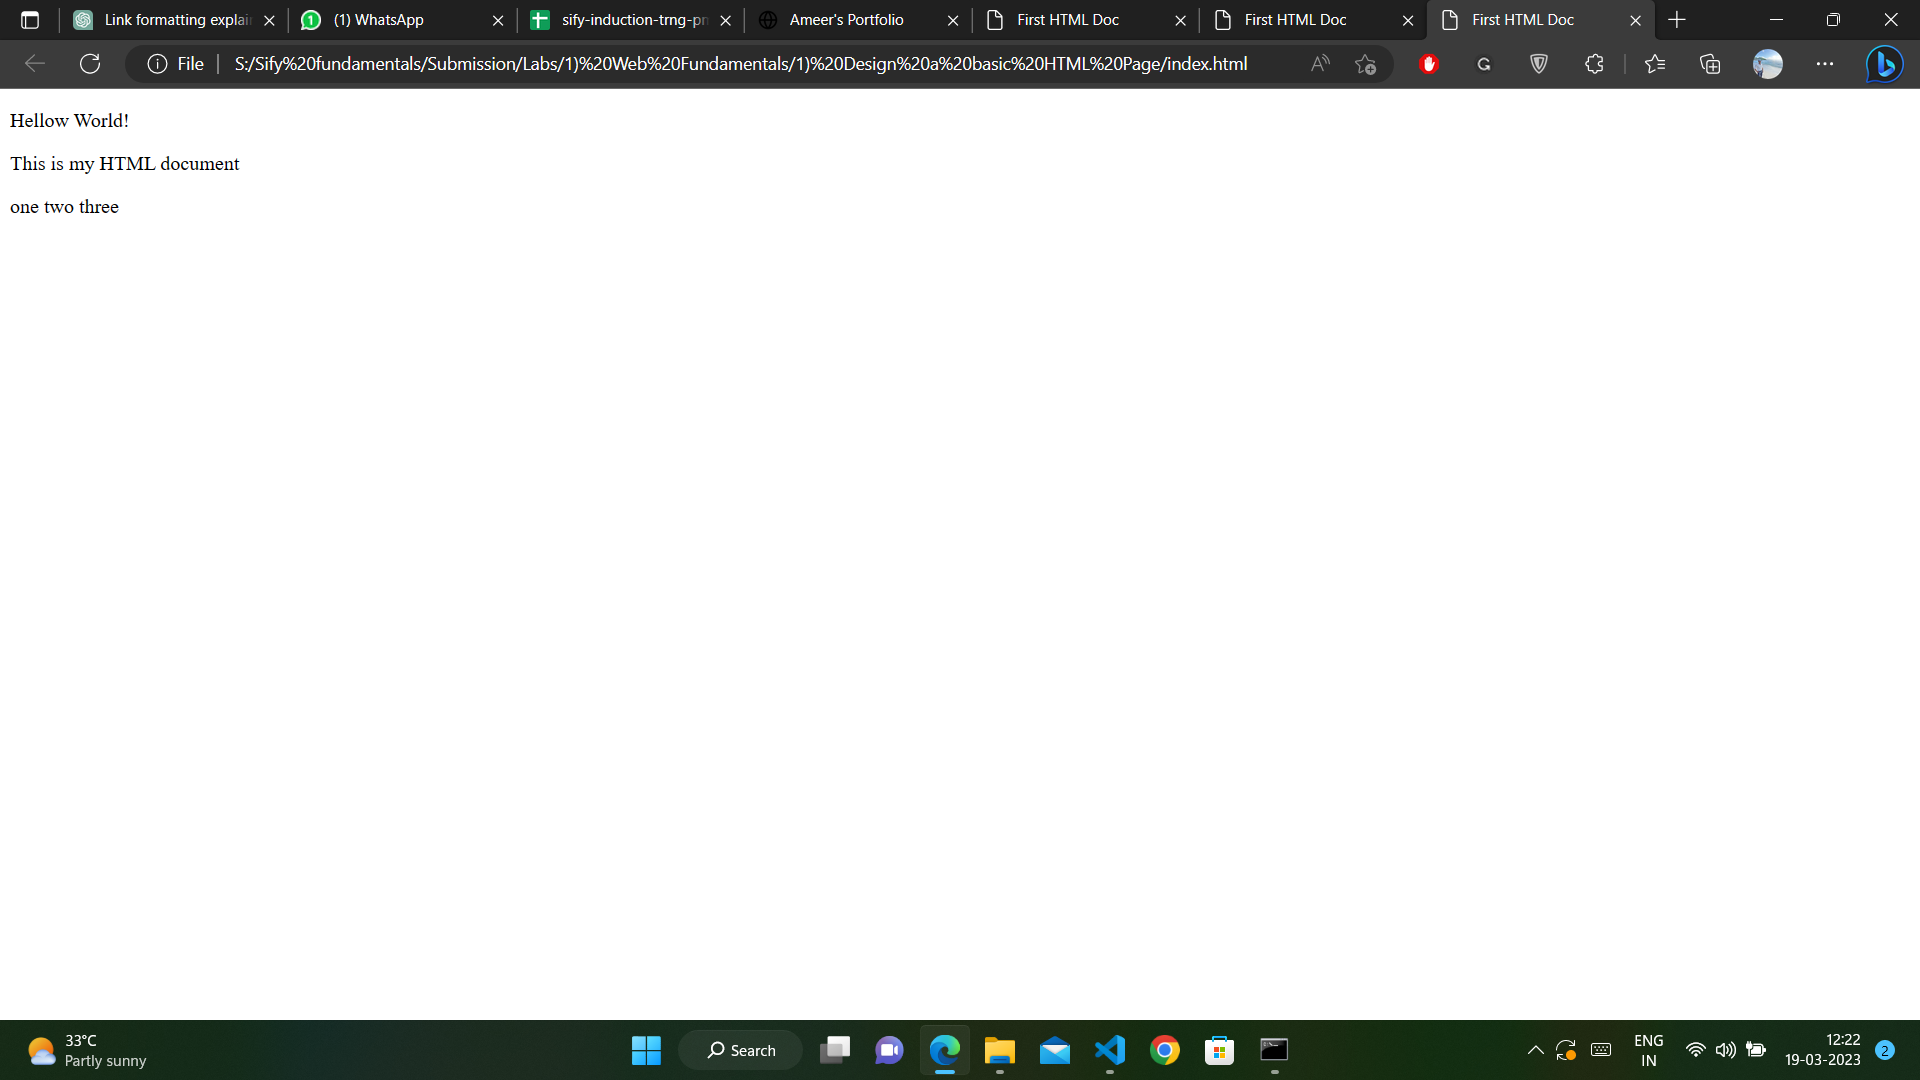 Link formatting explai
(1) WhatsApp
sify-induction-trng-pr
Ameer's Portfolio
First HTML Doc
First HTML Doc
First HTML Doc
File
S:/Sify%20fundamentals/Submission/Labs/1)%20Web%20Fundamentals/1)%20Design%20a%20basic%20HTML%20Page/index.html
Hellow World!
This is my HTML document
one two three
33°C
Partly sunny
Search
ENG
IN
12:22
19-03-2023
2